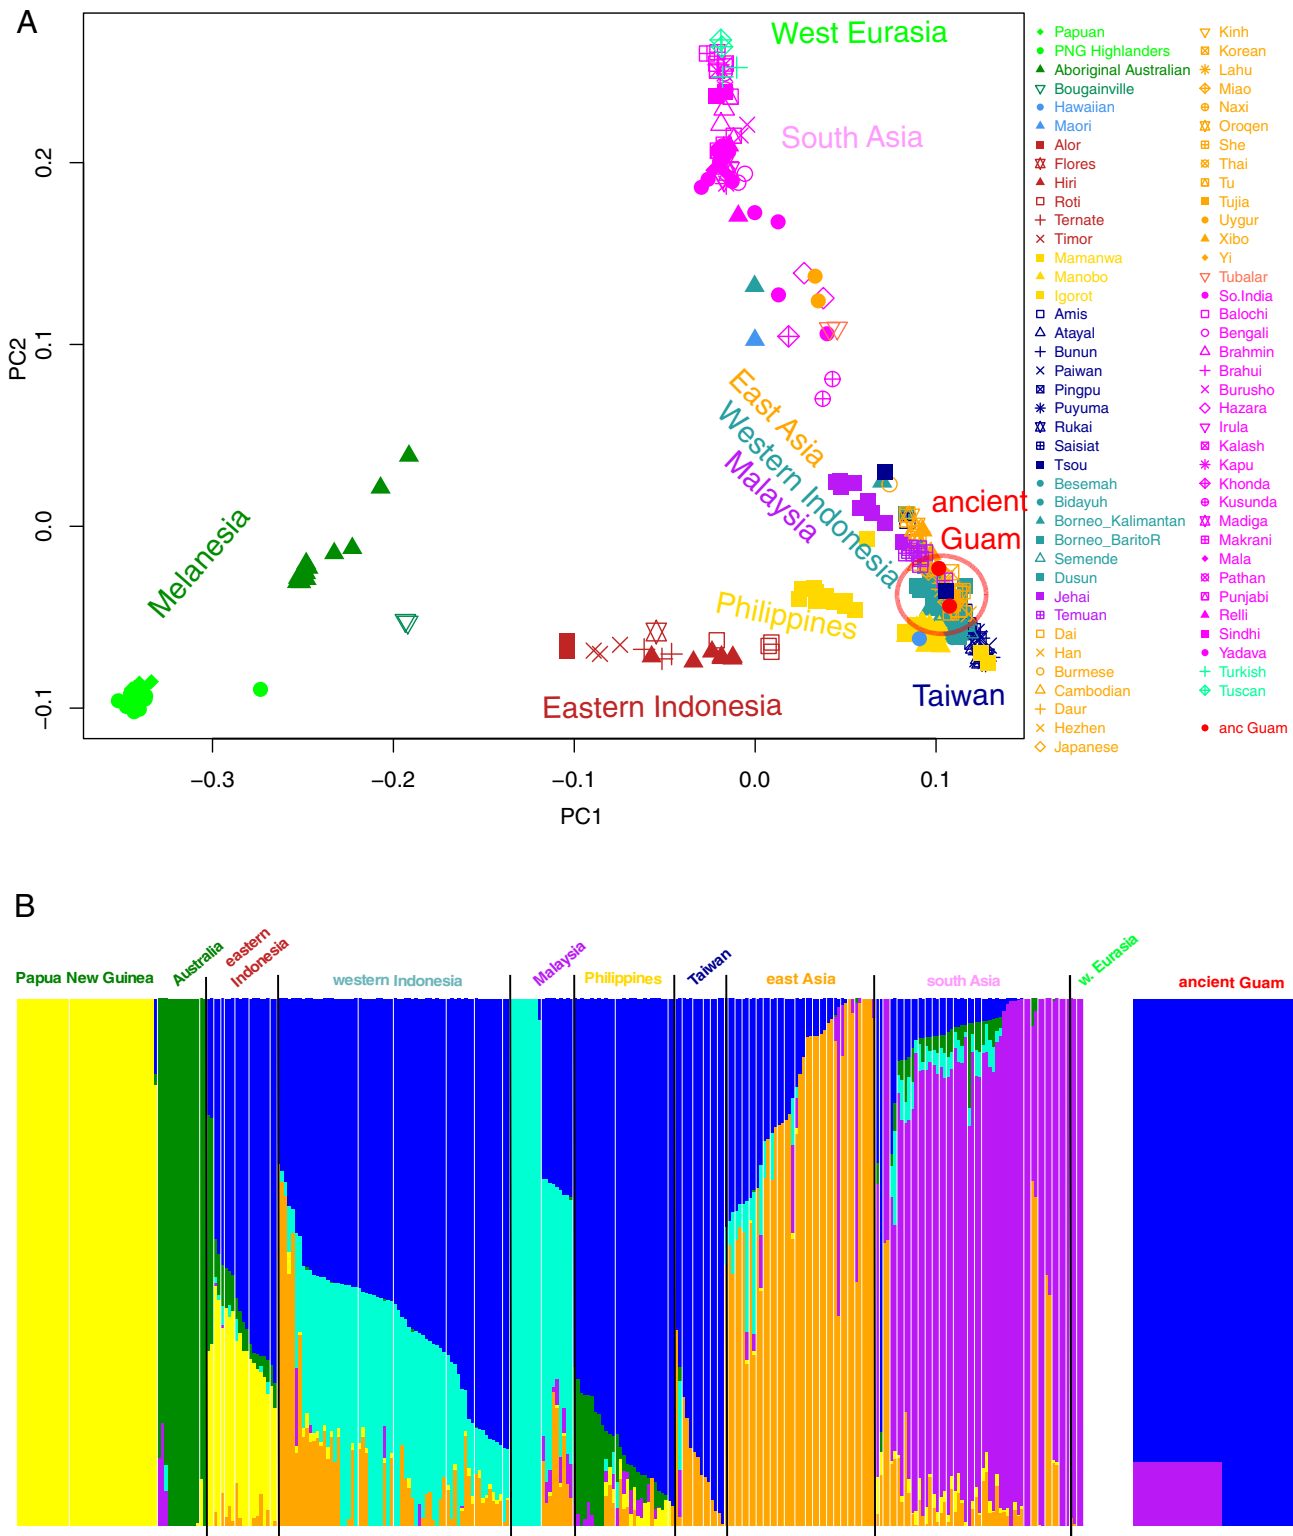 A
West Eurasia
South Asia
East Asia
Western Indonesia
Malaysia
ancient
Guam
Melanesia
Philippines
Eastern Indonesia
Taiwan
PC2
0.2
0.1
0.0
−0.1
−0.3
−0.2
−0.1
0.0
0.1
PC1
Papuan
PNG Highlanders
Aboriginal Australian
Bougainville
Hawaiian
Maori
Alor
Flores
Hiri
Roti
Ternate
Timor
Mamanwa
Manobo
Igorot
Amis
Atayal
Bunun
Paiwan
Pingpu
Puyuma
Rukai
Saisiat
Tsou
Besemah
Bidayuh
Borneo_Kalimantan
Borneo_BaritoR
Semende
Dusun
Jehai
Temuan
Dai
Han
Burmese
Cambodian
Daur
Hezhen
Japanese
Kinh
Korean
Lahu
Miao
Naxi
Oroqen
She
Thai
Tu
Tujia
Uygur
Xibo
Yi
Tubalar
So.India
Balochi
Bengali
Brahmin
Brahui
Burusho
Hazara
Irula
Kalash
Kapu
Khonda
Kusunda
Madiga
Makrani
Mala
Pathan
Punjabi
Relli
Sindhi
Yadava
Turkish
Tuscan
anc Guam
B
Papua New Guinea
Australia
eastern
Indonesia
western Indonesia
Malaysia
Philippines
Taiwan
east Asia
south Asia
w. Eurasia
ancient Guam